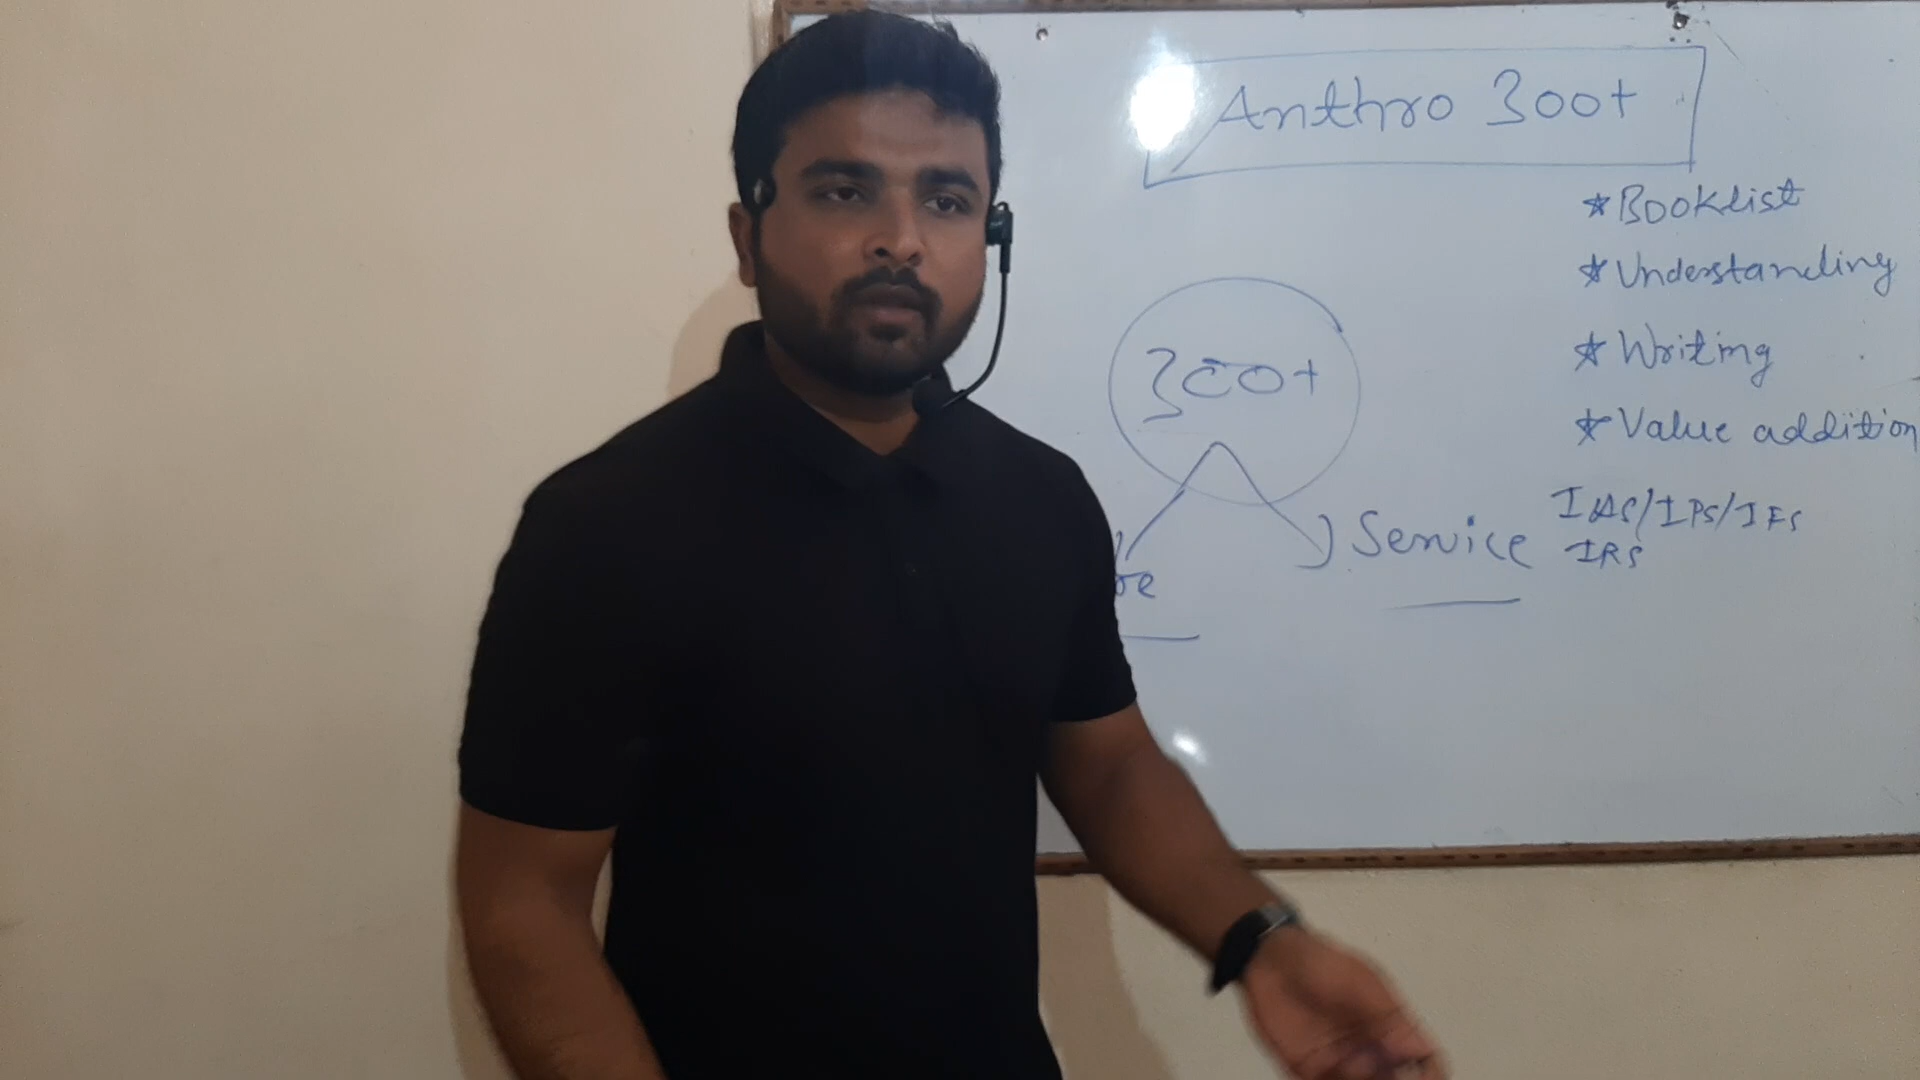 Anthro 300+
* Booklist
* Understanding
* Writing
* Value addition
300+
Service
IAS/IPS/IFS
IRS